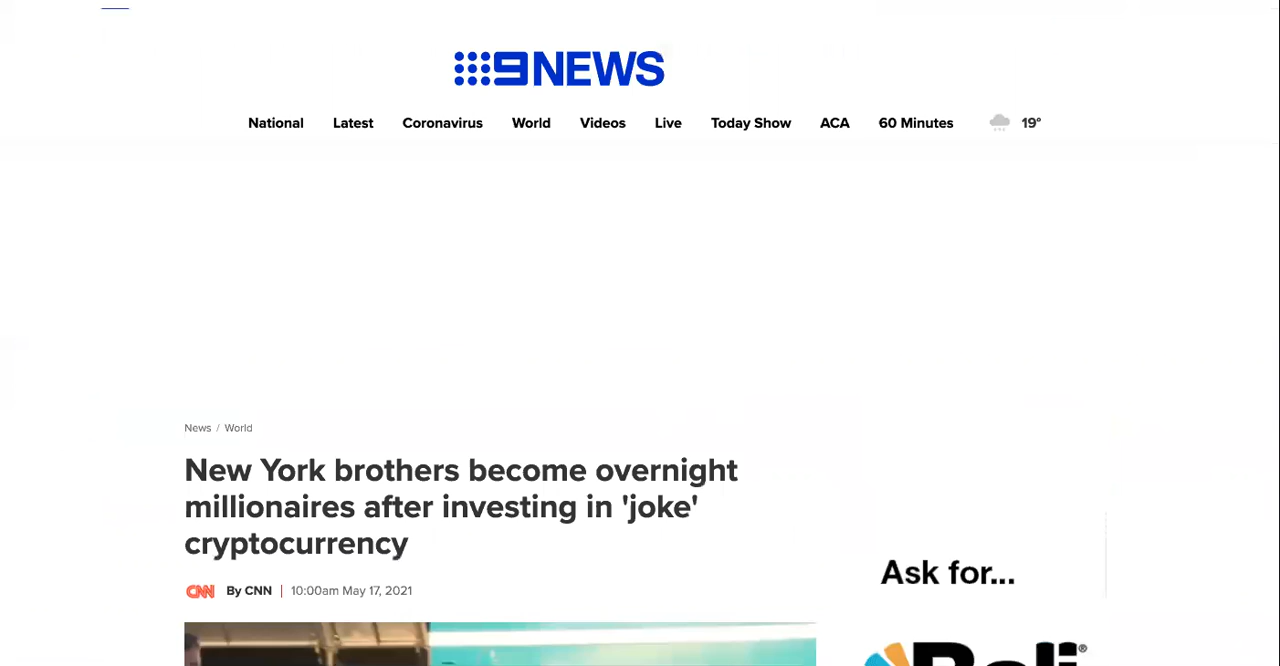 9NEWS
National Latest Coronavirus World Videos Live Today Show ACA 60 Minutes 19°
News / World
New York brothers become overnight
millionaires after investing in 'joke'
cryptocurrency
CNN By CNN | 10:00am May 17, 2021
Ask for...